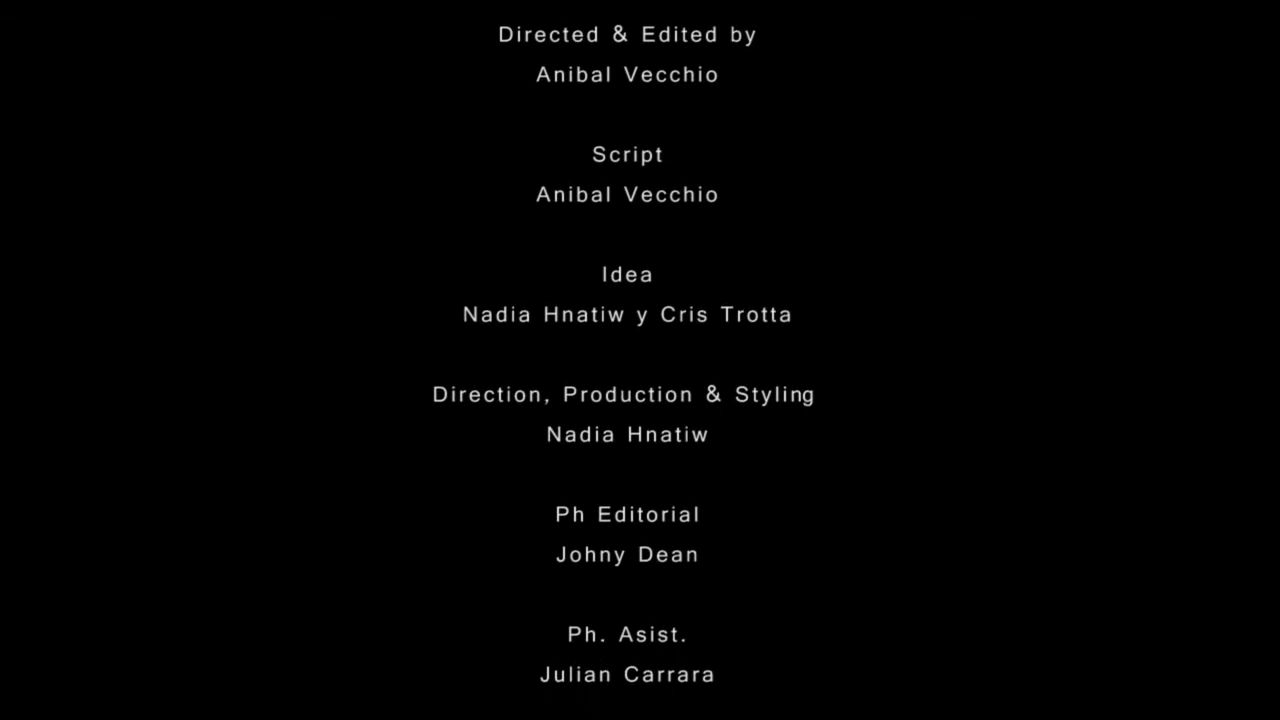 Directed & Edited by
Anibal Vecchio
Script
Anibal Vecchio
Idea
Nadia Hnatiw y Cris Trotta
Direction, Production & Styling
Nadia Hnatiw
Ph Editorial
Johny Dean
Ph. Asist.
Julian Carrara